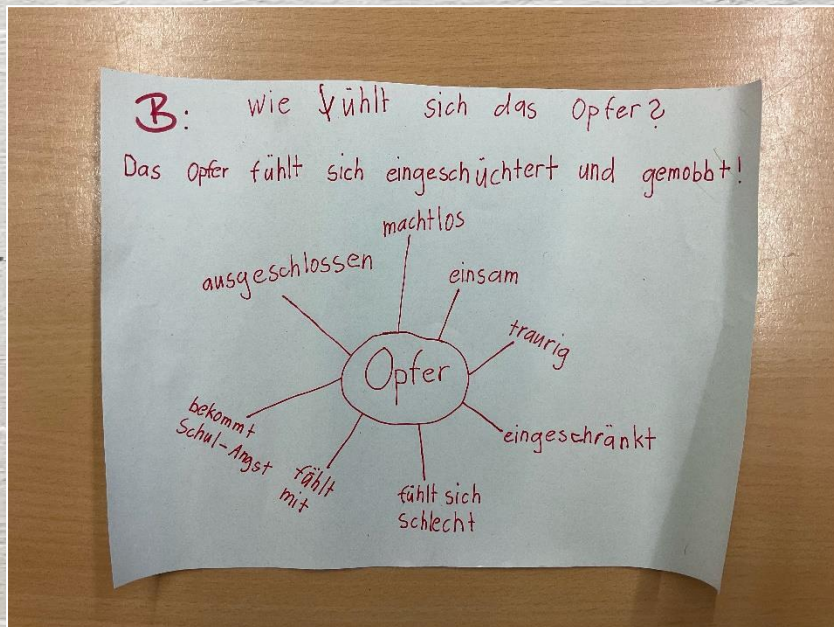 B: Wie fühlt sich das Opfer?
Das Opfer fühlt sich eingeschüchtert und gemobbt!
machtlos
ausgeschlossen
einsam
traurig
Opfer
bekommt
Schul-Angst
fühlt
mit
fühlt sich
schlecht
eingeschränkt